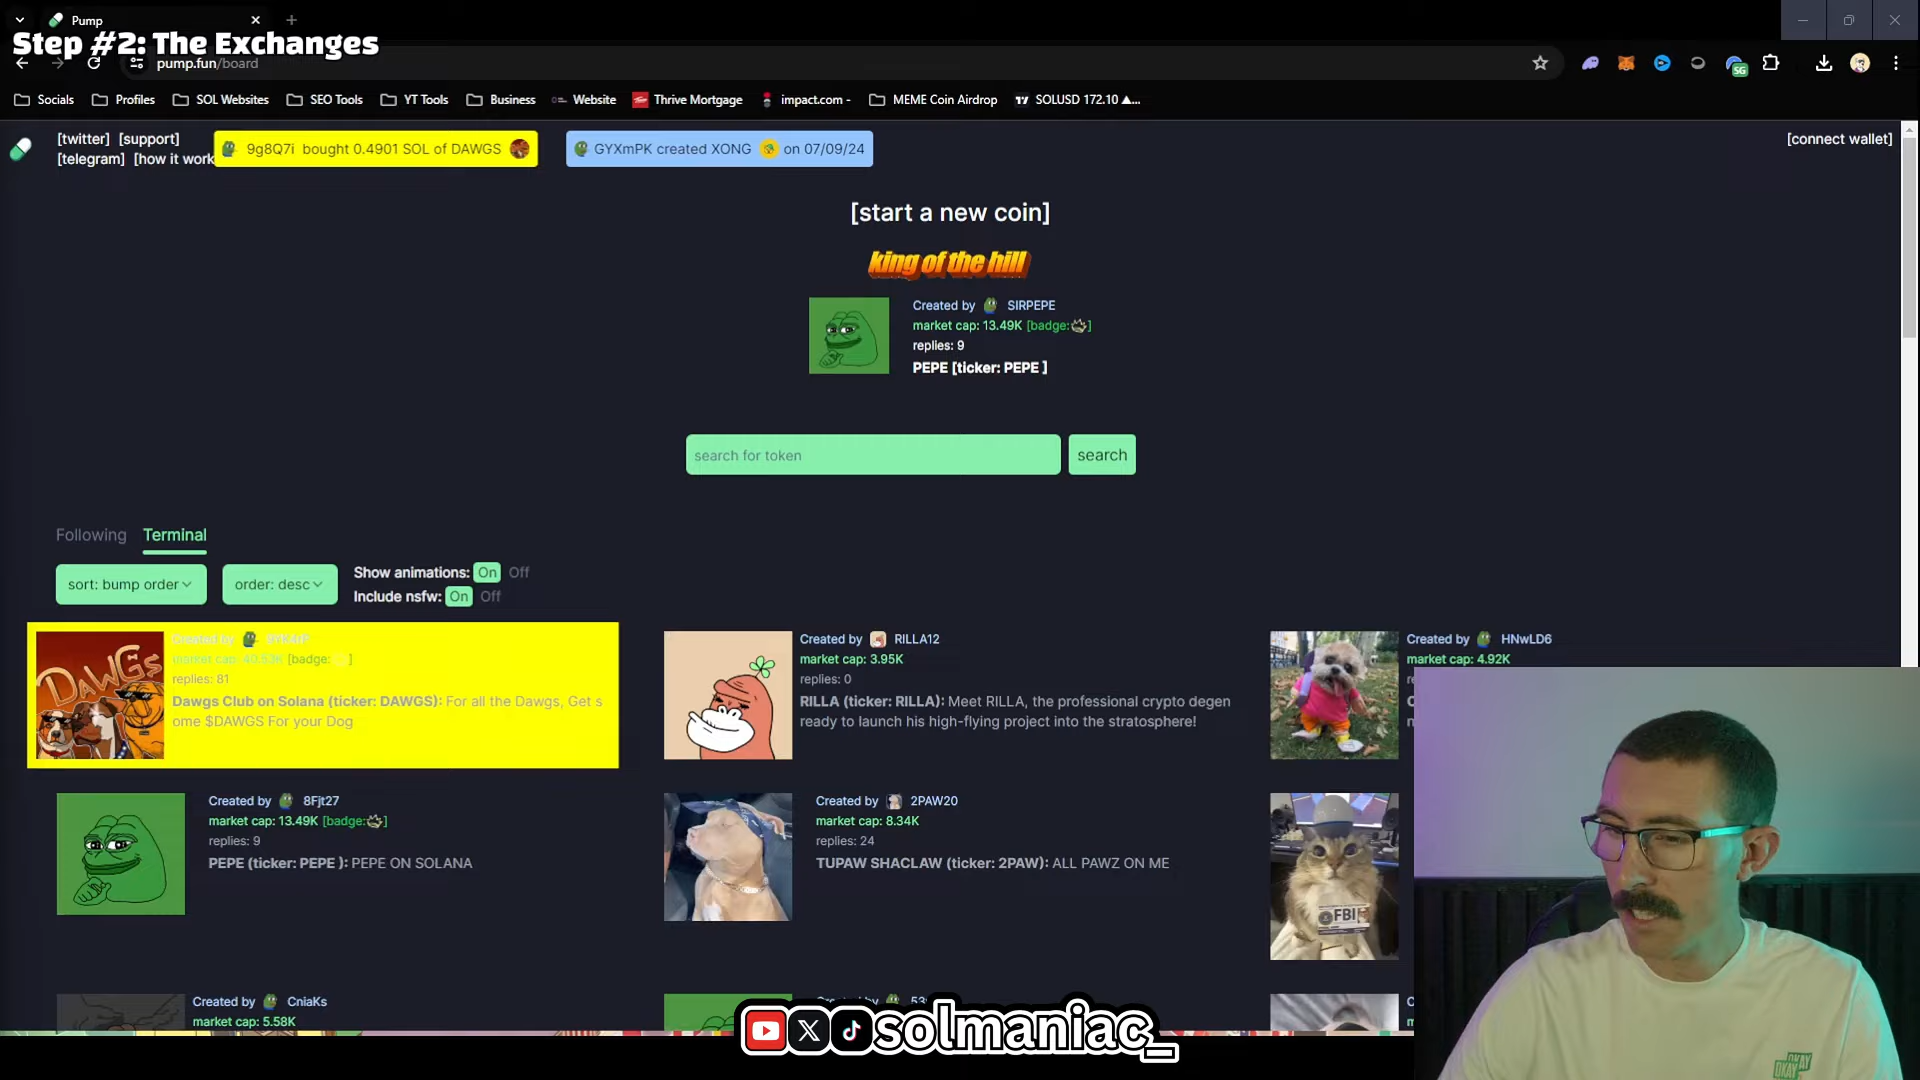 Pump
Step #2: The Exchanges
pump.fun/board
Socials
Profiles
SOL Websites
SEO Tools
YT Tools
Business
Website
Thrive Mortgage
impact.com -
MEME Coin Airdrop
SOLUSD 172.10 ▲...
SG
[twitter] [support]
[telegram] [how it work
9g8Q7i bought 0.4901 SOL of DAWGS
GYXmPK created XONG on 07/09/24
[connect wallet]
[start a new coin]
king of the hill
Created by SIRPEPE
market cap: 13.49K [badge: ]
replies: 9
PEPE [ticker: PEPE ]
search for token
search
Following
Terminal
sort: bump order
order: desc
Show animations: On Off
Include nsfw: On Off
DAWGS
Created by
market cap: [badge: ]
replies: 81
Dawgs Club on Solana (ticker: DAWGS): For all the Dawgs, Get s
ome $DAWGS For your Dog
Created by RILLA12
market cap: 3.95K
replies: 0
RILLA (ticker: RILLA): Meet RILLA, the professional crypto degen
ready to launch his high-flying project into the stratosphere!
Created by HNwLD6
market cap: 4.92K
Created by 8Fjt27
market cap: 13.49K [badge: ]
replies: 9
PEPE (ticker: PEPE ): PEPE ON SOLANA
Created by 2PAW20
market cap: 8.34K
replies: 24
TUPAW SHACLAW (ticker: 2PAW): ALL PAWZ ON ME
FBI
Created by CniaKs
market cap: 5.58K
solmaniac_
OKAY